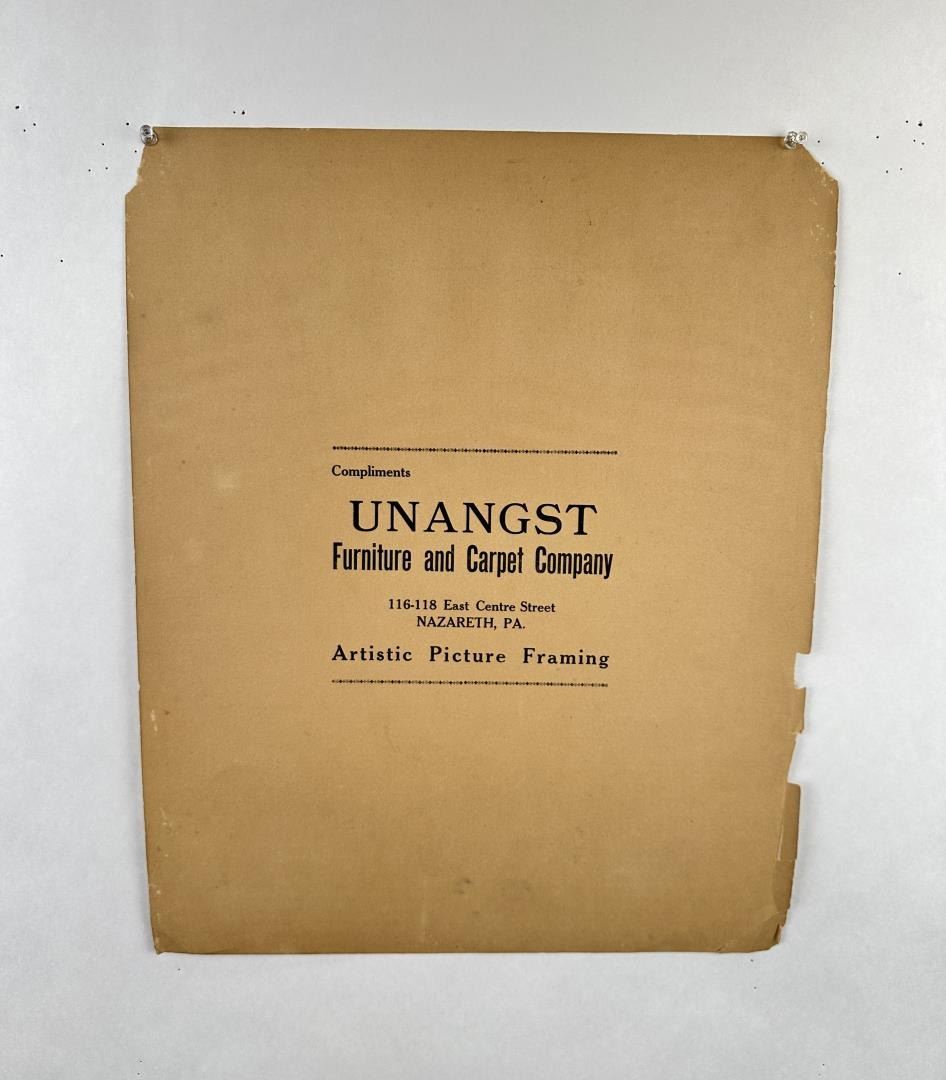 Compliments
UNANGST
Furniture and Carpet Company
116-118 East Centre Street
NAZARETH, PA.
Artistic Picture Framing